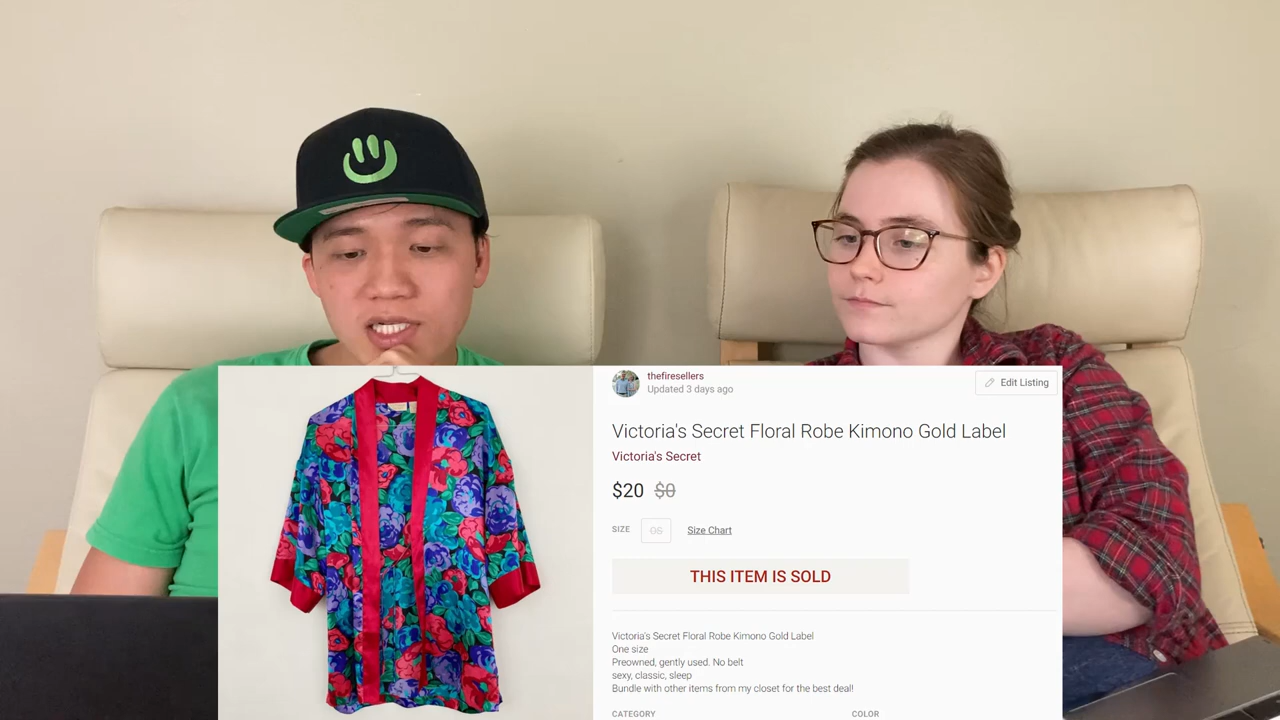 thefiresellers
Updated 3 days ago
Edit Listing
Victoria's Secret Floral Robe Kimono Gold Label
Victoria's Secret
$20 $0
SIZE OS Size Chart
THIS ITEM IS SOLD
Victoria's Secret Floral Robe Kimono Gold Label
One size
Preowned, gently used. No belt
sexy, classic, sleep
Bundle with other items from my closet for the best deal!
CATEGORY COLOR